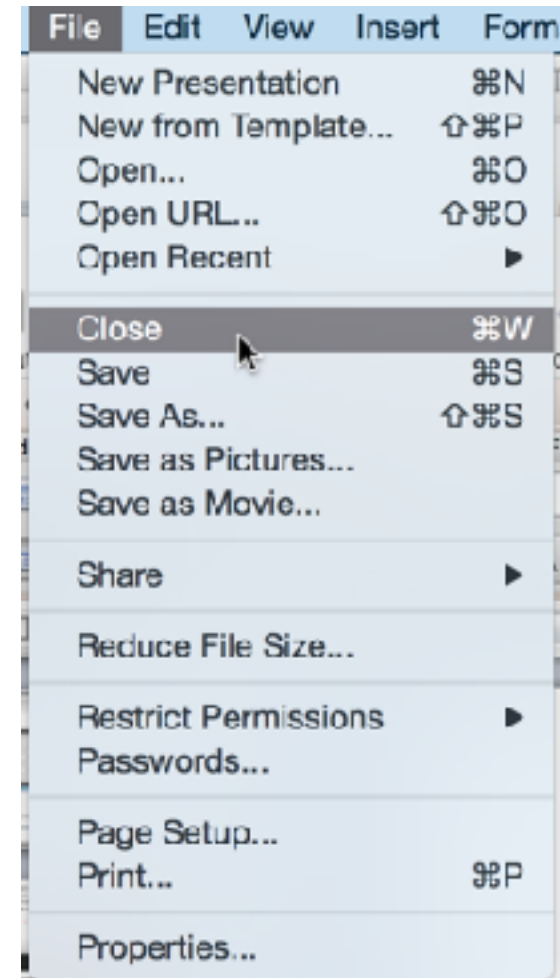 File Edit View Insert Form
New Presentation ⌘N
New from Template... ⇧⌘P
Open... ⌘O
Open URL... ⇧⌘O
Open Recent ▶
Close ⌘W
Save ⌘S
Save As... ⇧⌘S
Save as Pictures...
Save as Movie...
Share ▶
Reduce File Size...
Restrict Permissions ▶
Passwords...
Page Setup...
Print... ⌘P
Properties...